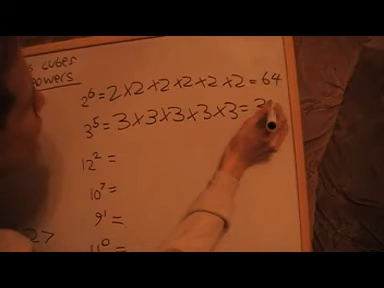 cubes
powers
2⁶ = 2×2×2×2×2×2 = 64
3⁵ = 3×3×3×3×3 =
12² =
10⁷ =
9¹ =